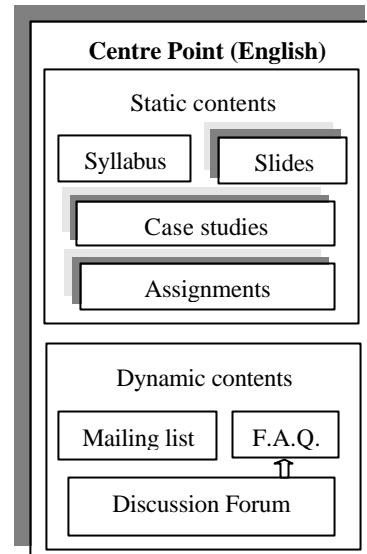 Centre Point (English)
Static contents
Syllabus
Slides
Case studies
Assignments
Dynamic contents
Mailing list
F.A.Q.
Discussion Forum